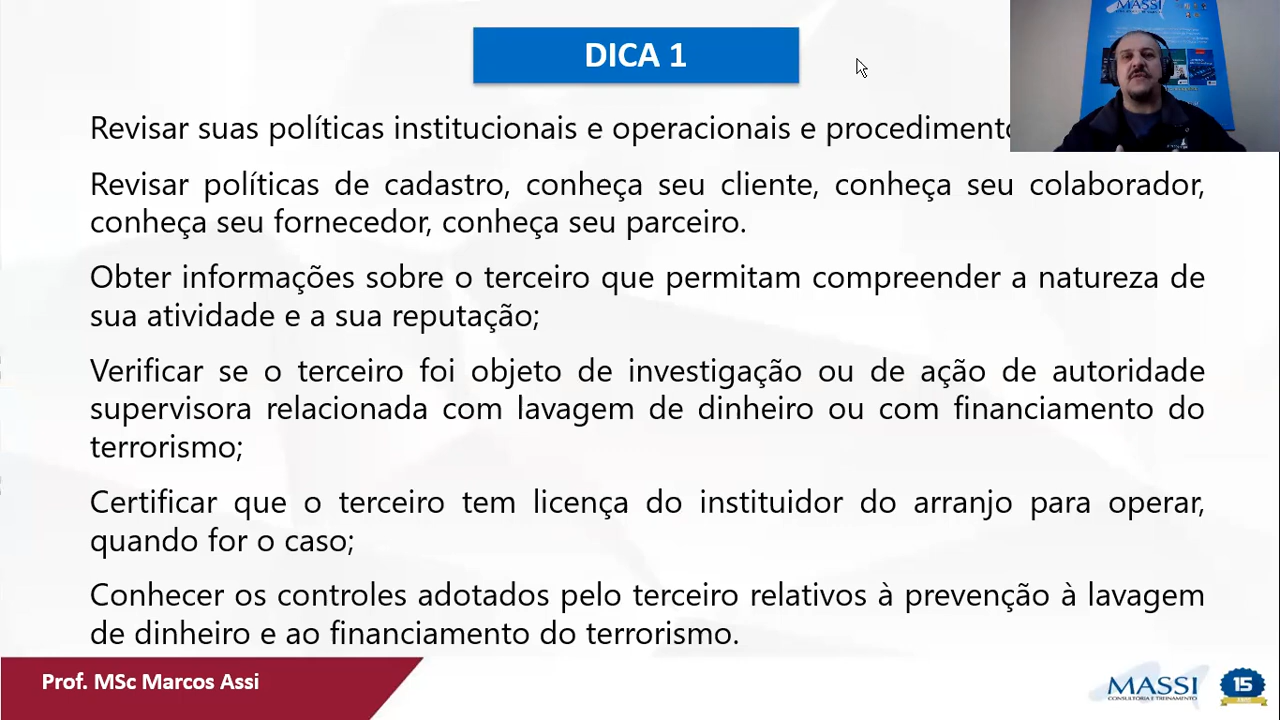 MASSI
DICA 1
Revisar suas políticas institucionais e operacionais e
Revisar políticas de cadastro, conheça seu cliente, conheça seu colaborador,
conheça seu fornecedor, conheça seu parceiro.
Obter informações sobre o terceiro que permitam compreender a natureza de
sua atividade e a sua reputação;
Verificar se o terceiro foi objeto de investigação ou de ação de autoridade
supervisora relacionada com lavagem de dinheiro ou com financiamento do
terrorismo;
Certificar que o terceiro tem licença do instituidor do arranjo para operar,
quando for o caso;
Conhecer os controles adotados pelo terceiro relativos à prevenção à lavagem
de dinheiro e ao financiamento do terrorismo.
Prof. MSc Marcos Assi
MASSI
CONSULTORIA E TREINAMENTO
15